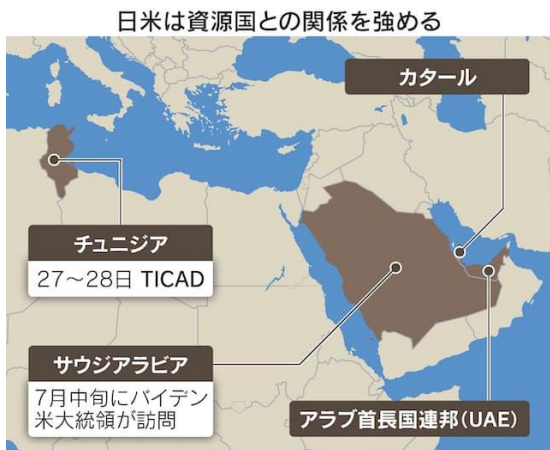 日米は資源国との関係を強める
カタール
チュニジア
27〜28日 TICAD
サウジアラビア
7月中旬にバイデン
米大統領が訪問
アラブ首長国連邦(UAE)